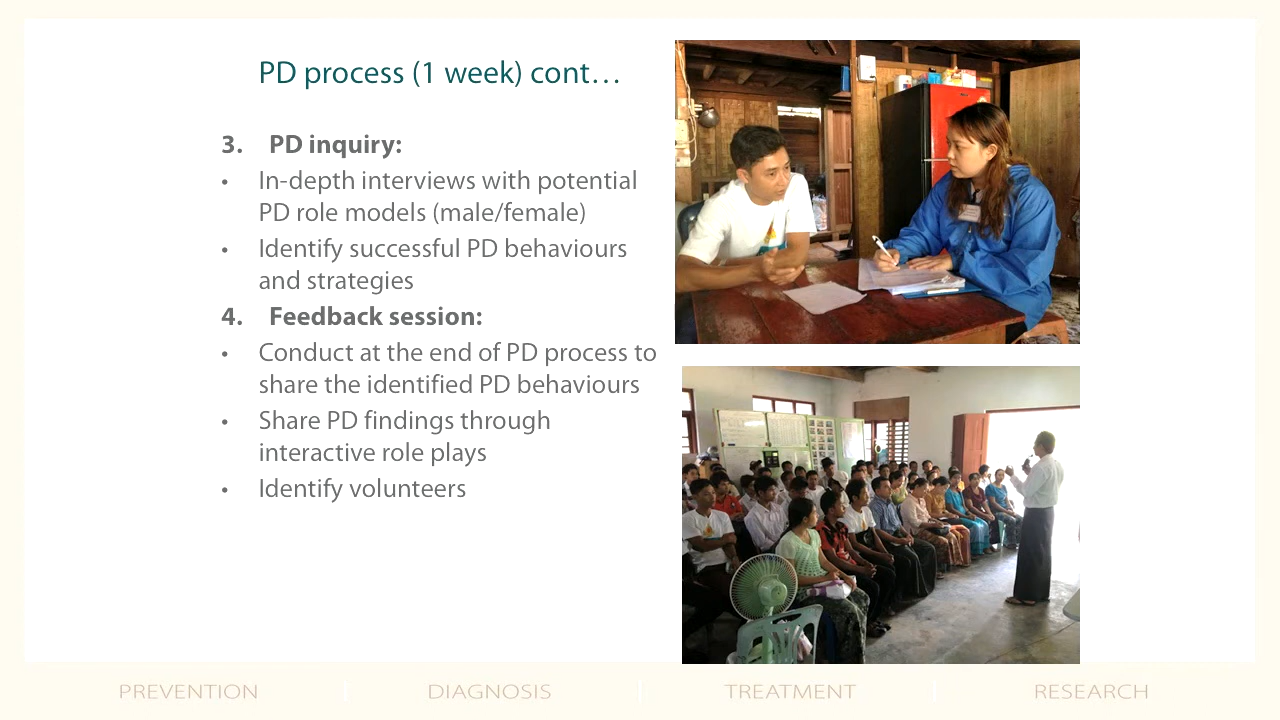 PD process (1 week) cont…
3. PD inquiry:
• In-depth interviews with potential
PD role models (male/female)
• Identify successful PD behaviours
and strategies
4. Feedback session:
• Conduct at the end of PD process to
share the identified PD behaviours
• Share PD findings through
interactive role plays
• Identify volunteers
PREVENTION DIAGNOSIS TREATMENT RESEARCH